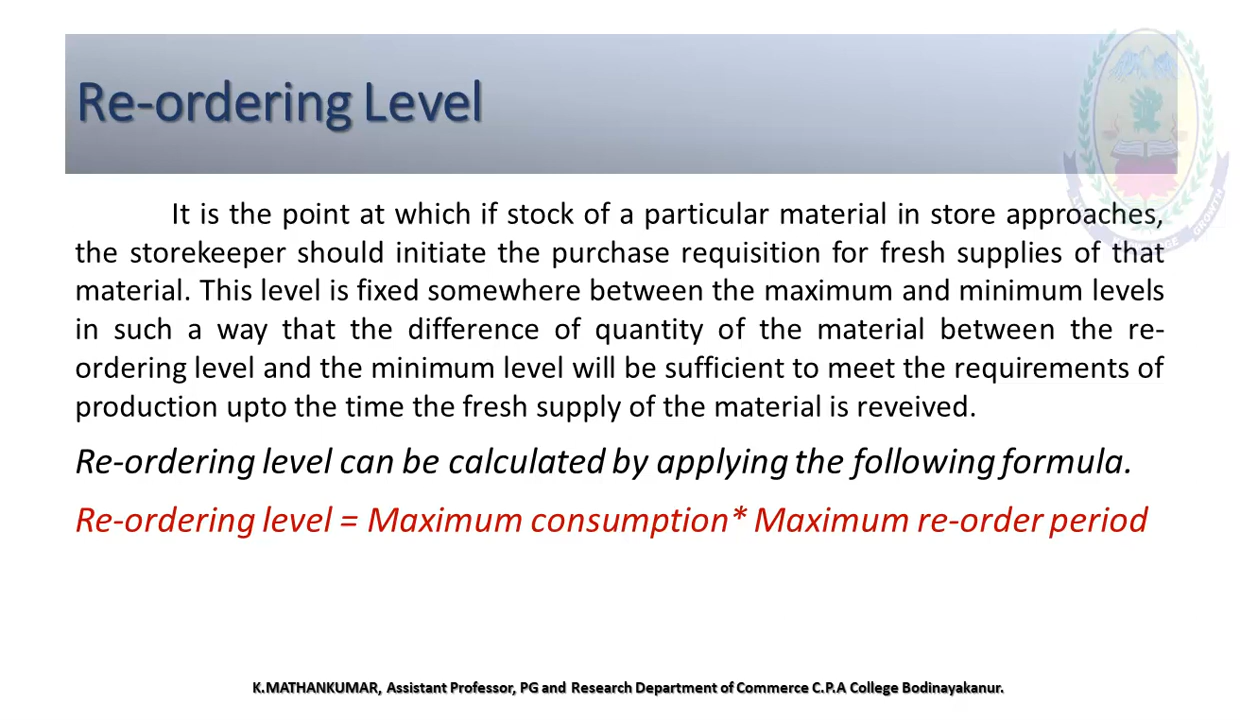 Re-ordering Level
It is the point at which if stock of a particular material in store approaches,
the storekeeper should initiate the purchase requisition for fresh supplies of that
material. This level is fixed somewhere between the maximum and minimum levels
in such a way that the difference of quantity of the material between the re-
ordering level and the minimum level will be sufficient to meet the requirements of
production upto the time the fresh supply of the material is reveived.
Re-ordering level can be calculated by applying the following formula.
Re-ordering level = Maximum consumption* Maximum re-order period
K.MATHANKUMAR, Assistant Professor, PG and Research Department of Commerce C.P.A College Bodinayakanur.